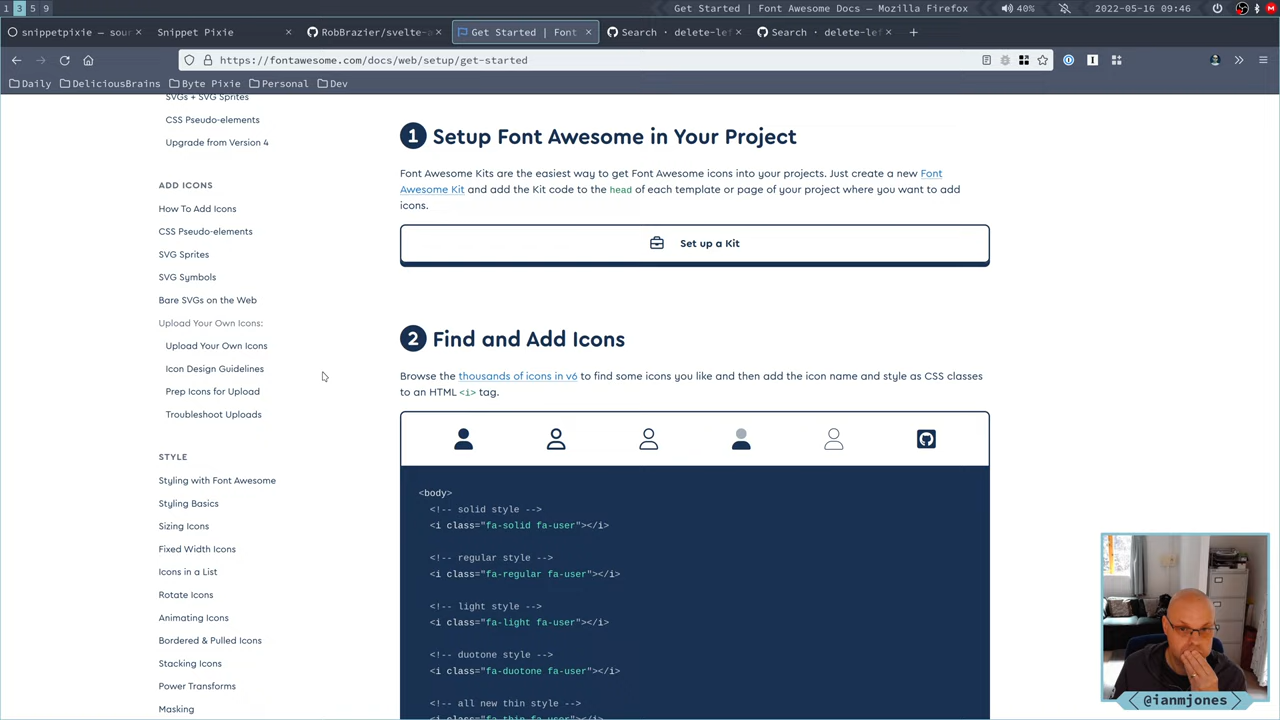 1 3 5 9
Get Started | Font Awesome Docs — Mozilla Firefox
40%
2022-05-16 09:46
snippetpixie — sour
Snippet Pixie
RobBrazier/svelte-a
Get Started | Font
Search · delete-lef
Search · delete-lef
https://fontawesome.com/docs/web/setup/get-started
Daily
DeliciousBrains
Byte Pixie
Personal
Dev
SVGs + SVG Sprites
CSS Pseudo-elements
Upgrade from Version 4
ADD ICONS
How To Add Icons
CSS Pseudo-elements
SVG Sprites
SVG Symbols
Bare SVGs on the Web
Upload Your Own Icons:
Upload Your Own Icons
Icon Design Guidelines
Prep Icons for Upload
Troubleshoot Uploads
STYLE
Styling with Font Awesome
Styling Basics
Sizing Icons
Fixed Width Icons
Icons in a List
Rotate Icons
Animating Icons
Bordered & Pulled Icons
Stacking Icons
Power Transforms
Masking
1 Setup Font Awesome in Your Project
Font Awesome Kits are the easiest way to get Font Awesome icons into your projects. Just create a new Font
Awesome Kit and add the Kit code to the head of each template or page of your project where you want to add
icons.
Set up a Kit
2 Find and Add Icons
Browse the thousands of icons in v6 to find some icons you like and then add the icon name and style as CSS classes
to an HTML <i> tag.
<body>
<!-- solid style -->
<i class="fa-solid fa-user"></i>
<!-- regular style -->
<i class="fa-regular fa-user"></i>
<!-- light style -->
<i class="fa-light fa-user"></i>
<!-- duotone style -->
<i class="fa-duotone fa-user"></i>
<!-- all new thin style -->
<i class="fa-thin fa-user"></i>
@ianmjones